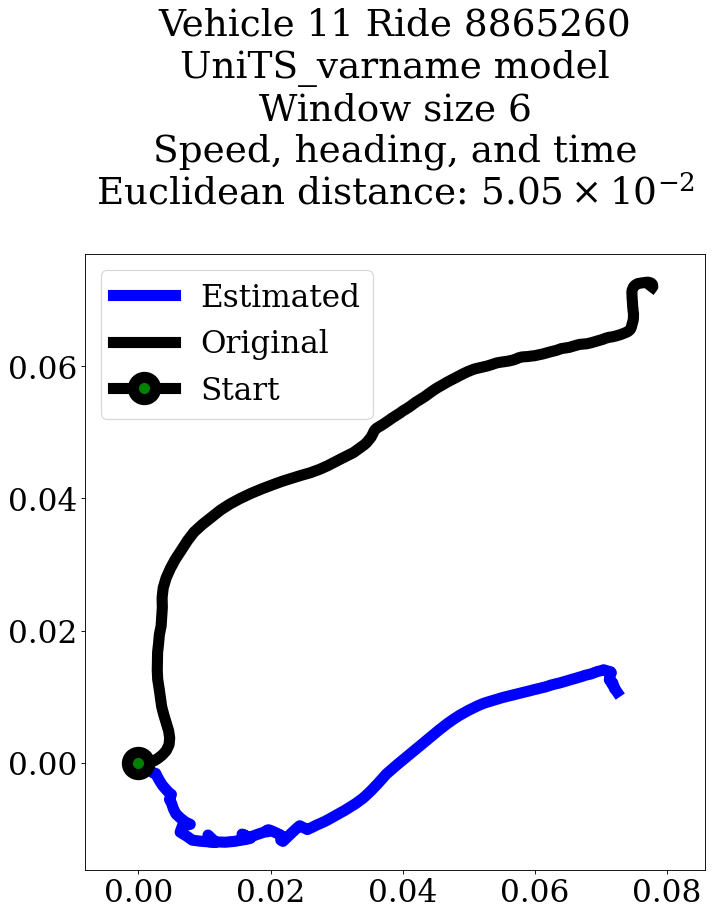 Vehicle 11 Ride 8865260
UniTS_varname model
Window size 6
Speed, heading, and time
Euclidean distance: 5.05 × 10⁻²
Estimated
Original
Start
0.06
0.04
0.02
0.00
0.00 0.02 0.04 0.06 0.08